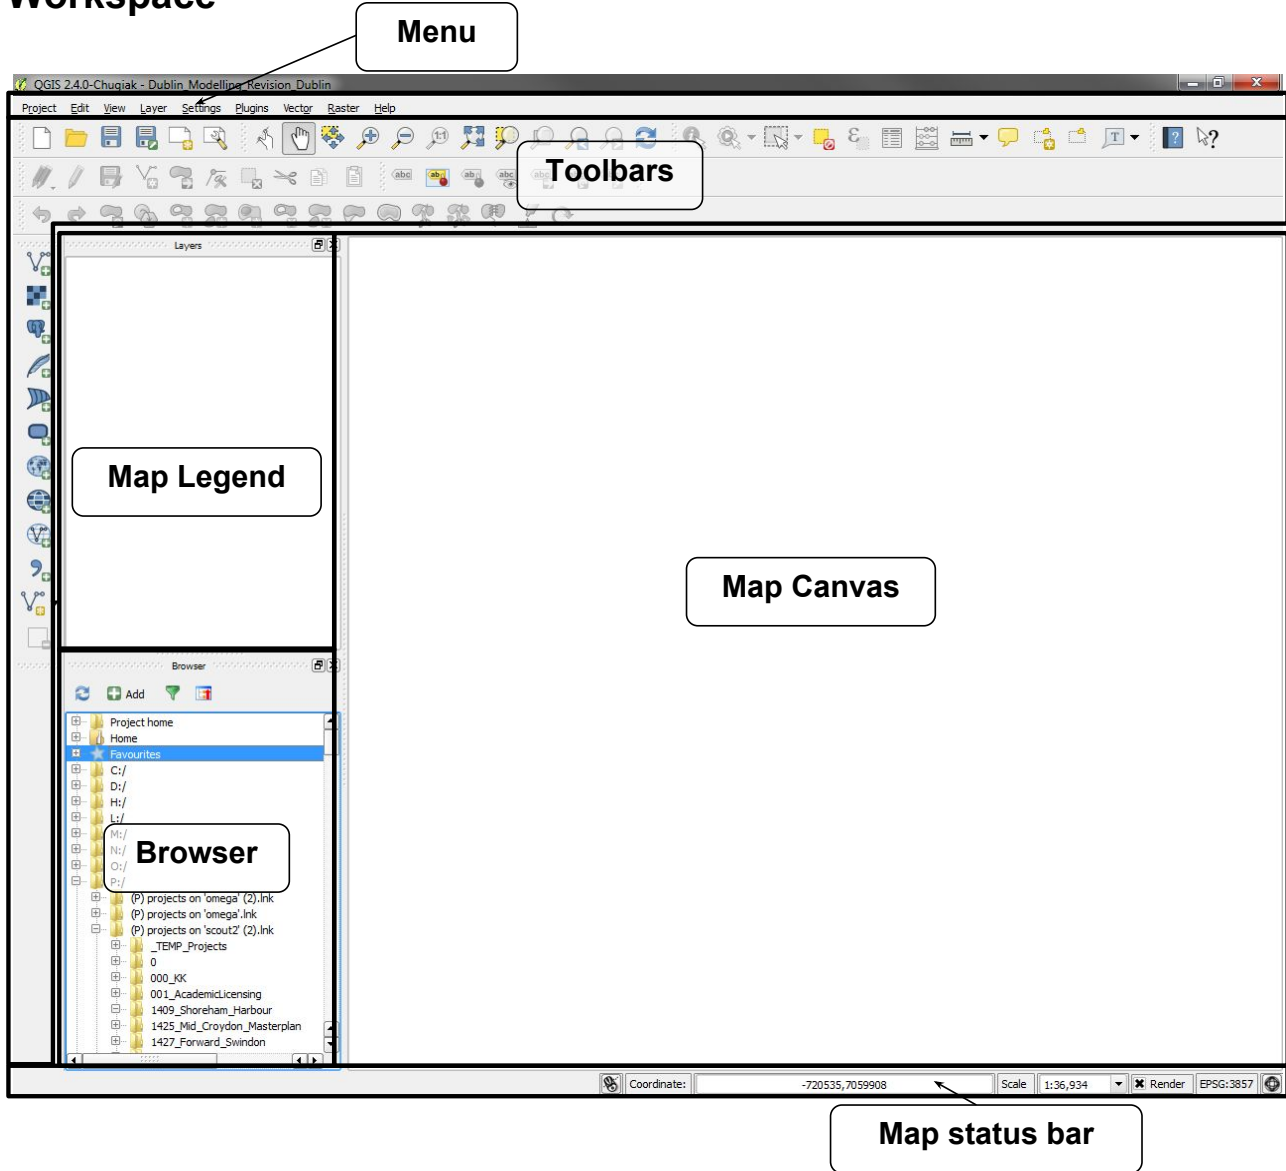 Workspace
Menu
QGIS 2.4.0-Chugiak - Dublin_Modelling_Revision_Dublin
Project Edit View Layer Settings Plugins Vector Raster Help
Toolbars
Layers
Map Legend
Map Canvas
Browser
Add
Project home
Home
Favourites
C:/
D:/
H:/
L:/
M:/
N:/
O:/
P:/
Browser
(P) projects on 'omega' (2).lnk
(P) projects on 'omega'.lnk
(P) projects on 'scout2' (2).lnk
_TEMP_Projects
0
000_KK
001_AcademicLicensing
1409_Shoreham_Harbour
1425_Mid_Croydon_Masterplan
1427_Forward_Swindon
Coordinate: -720535,7059908 Scale 1:36,934 Render EPSG:3857
Map status bar